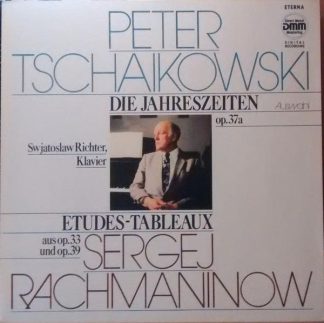 ETERNA
DMM
DIGITAL
RECORDING
PETER
TSCHAIKOWSKI
DIE JAHRESZEITEN
op.37a
Auswahl
Swjatoslaw Richter,
Klavier
ETUDES-TABLEAUX
aus op.33
und op.39
SERGEJ
RACHMANINOW